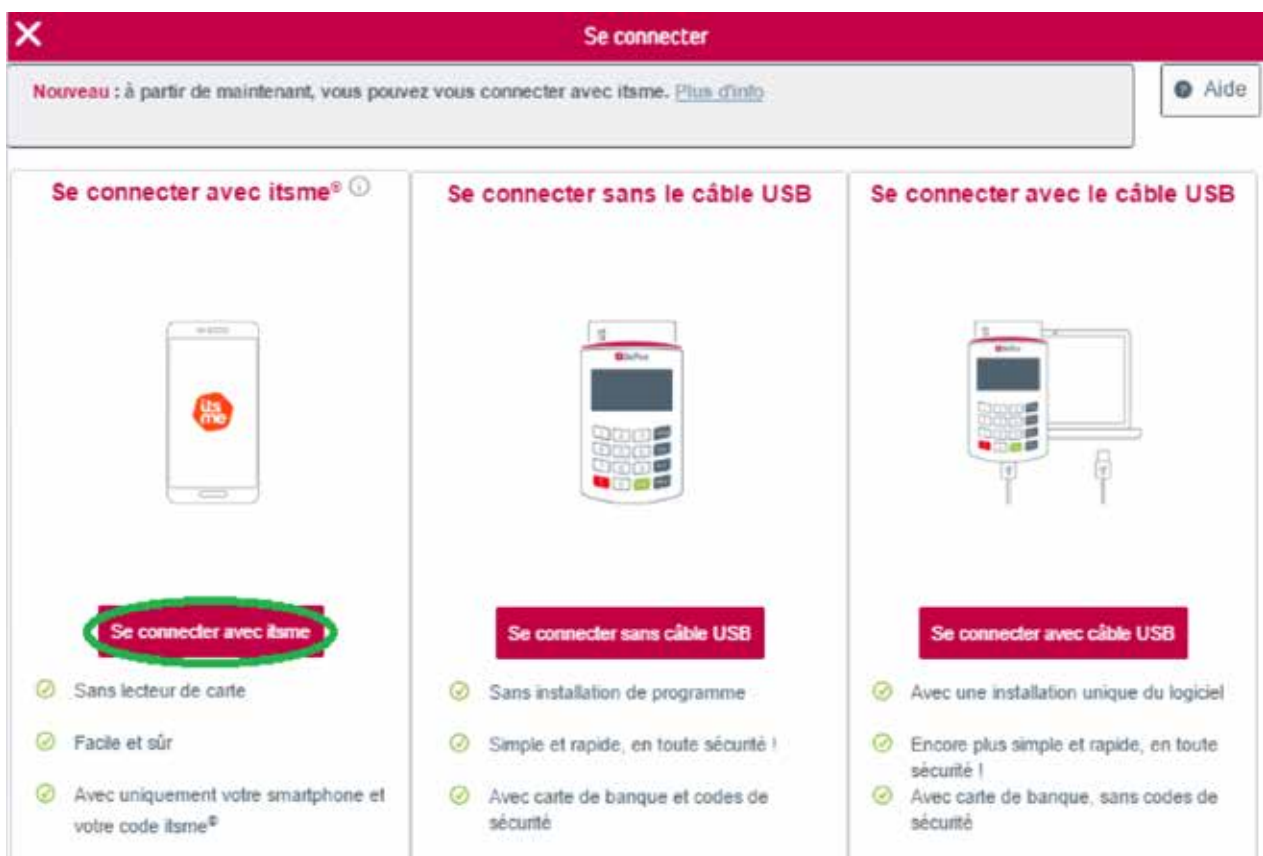 Se connecter
Nouveau : à partir de maintenant, vous pouvez vous connecter avec itsme. Plus d'info
Aide
Se connecter avec itsme®
its
me
Se connecter avec itsme
Sans lecteur de carte
Facile et sûr
Avec uniquement votre smartphone et
votre code itsme®
Se connecter sans le câble USB
Se connecter sans câble USB
Sans installation de programme
Simple et rapide, en toute sécurité !
Avec carte de banque et codes de
sécurité
Se connecter avec le câble USB
Se connecter avec câble USB
Avec une installation unique du logiciel
Encore plus simple et rapide, en toute
sécurité !
Avec carte de banque, sans codes de
sécurité